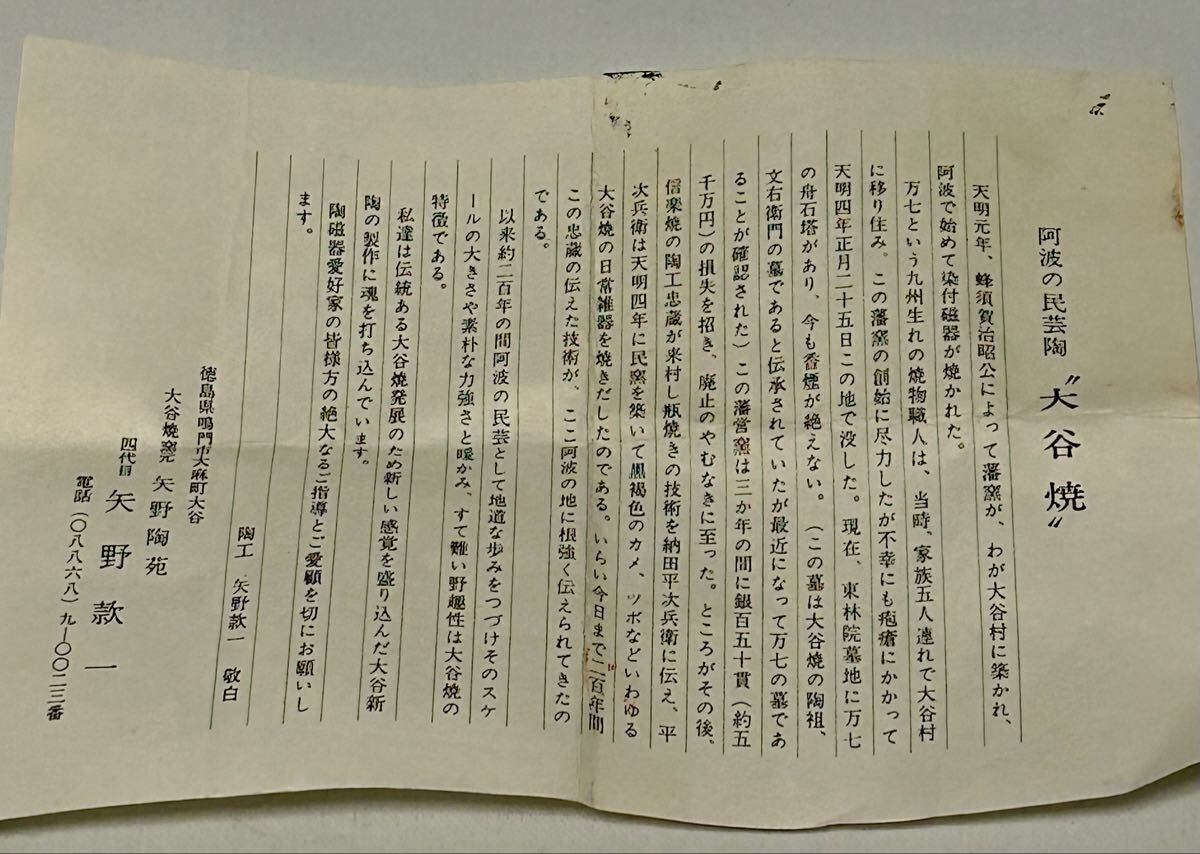 阿波の民芸陶〝大谷焼〟
天明元年、蜂須賀治昭公によって藩窯が、わが大谷村に築かれ、
阿波で始めて染付磁器が焼かれた。
万七という九州生れの焼物職人は、当時、家族五人連れで大谷村
に移り住み。この藩窯の創始に尽力したが不幸にも疱瘡にかかって
天明四年正月二十五日この地で没した。現在、東林院墓地に万七
の舟石塔があり、今も香煙が絶えない。(この墓は大谷焼の陶祖、
文右衛門の墓であると伝承されていたが最近になって万七の墓であ
ることが確認された)この藩営窯は三か年の間に銀百五十貫(約五
千万円)の損失を招き、廃止のやむなきに至った。ところがその後、
信楽焼の陶工忠蔵が来村し瓶焼きの技術を納田平次兵衛に伝え、平
次兵衛は天明四年に民窯を築いて黒褐色のカメ、ツボなどいわゆる
大谷焼の日常雑器を焼きだしたのである。いらい今日まで二百年間
この忠蔵の伝えた技術が、ここ阿波の地に根強く伝えられてきたの
である。
以来約二百年の間阿波の民芸として地道な歩みをつづけそのスケ
ールの大きさや素朴な力強さと暖かみ、すて難い野趣性は大谷焼の
特徴である。
私達は伝統ある大谷焼発展のため新しい感覚を盛り込んだ大谷新
陶の製作に魂を打ち込んでいます。
陶磁器愛好家の皆様方の絶大なるご指導とご愛顧を切にお願いし
ます。
陶工 矢野款一 敬白
徳島県鳴門市大麻町大谷
大谷焼窯元 矢野陶苑
四代目 矢野款一
電話(〇八八六八)九ー〇〇二三番